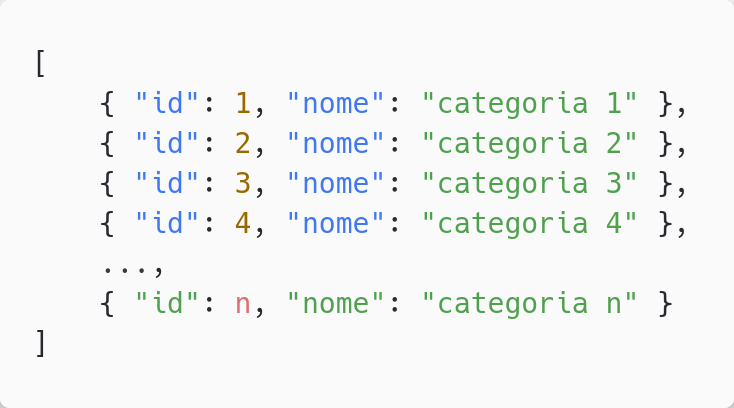 [
    { "id": 1, "nome": "categoria 1" },
    { "id": 2, "nome": "categoria 2" },
    { "id": 3, "nome": "categoria 3" },
    { "id": 4, "nome": "categoria 4" },
    ...,
    { "id": n, "nome": "categoria n" }
]